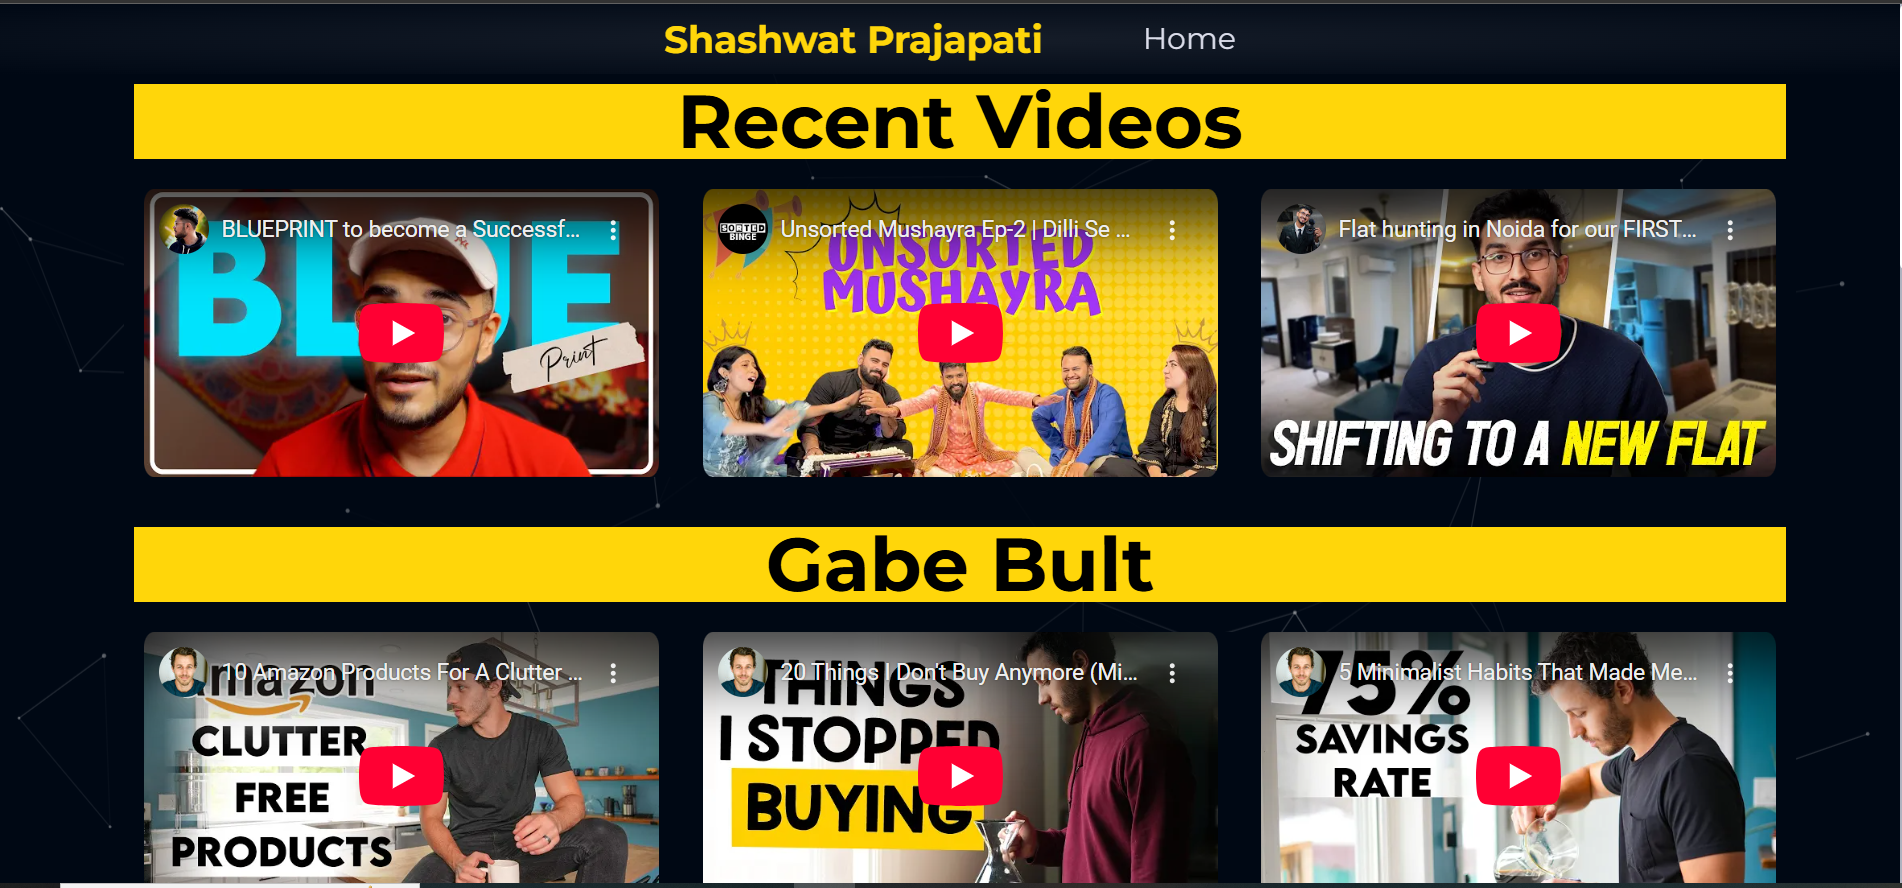 Shashwat Prajapati
Home
Recent Videos
BLUEPRINT to become a Successf...
BLUE
Print
Unsorted Mushayra Ep-2 | Dilli Se ...
SORTED
BINGE
UNSORTED
MUSHAYRA
Flat hunting in Noida for our FIRST...
SHIFTING TO A NEW FLAT
Gabe Bult
10 Amazon Products For A Clutter ...
amazon
CLUTTER
FREE
PRODUCTS
20 Things I Don't Buy Anymore (Mi...
THINGS
I STOPPED
BUYING
5 Minimalist Habits That Made Me...
75%
SAVINGS
RATE